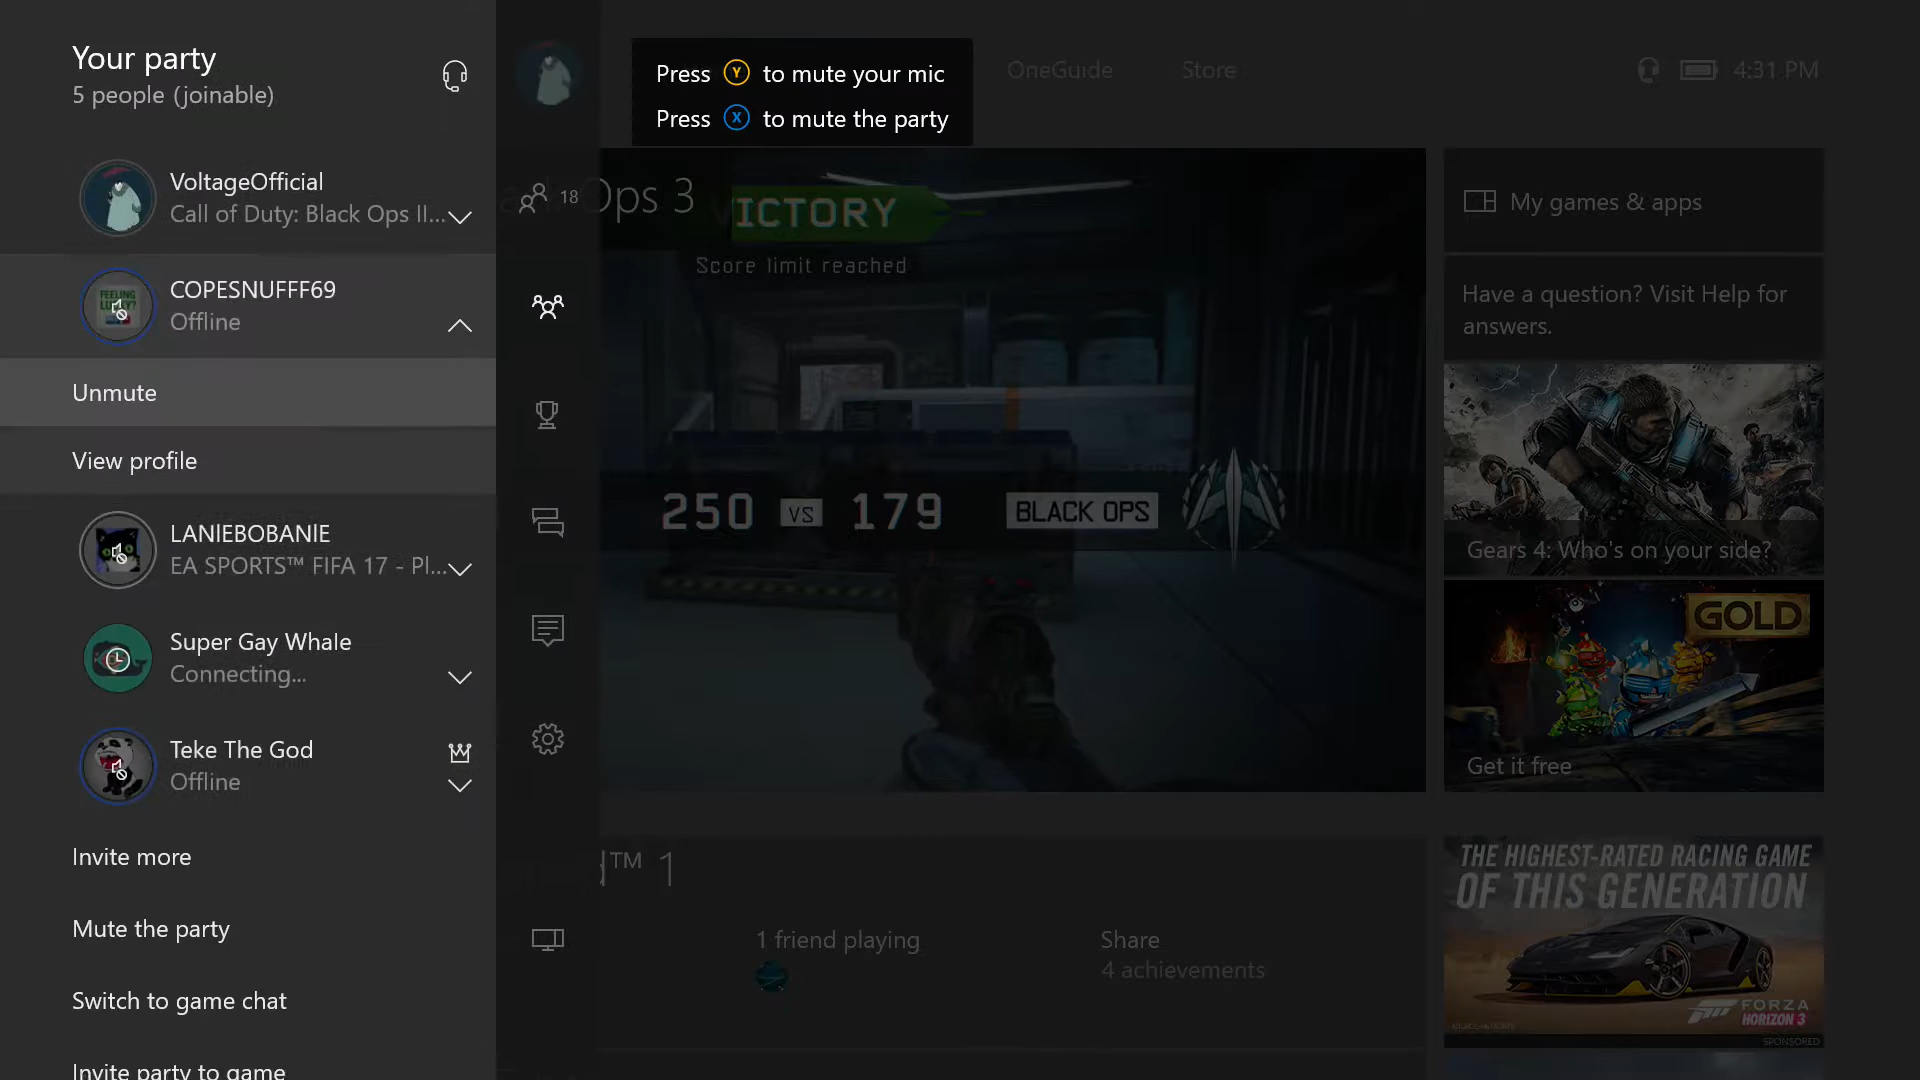 Your party
5 people (joinable)
VoltageOfficial
Call of Duty: Black Ops II...
COPESNUFFF69
Offline
Unmute
View profile
LANlEBOBANlE
EA SPORTS™ FIFA 17 - Pl...
Super Gay Whale
Connecting...
Teke The God
Offline
Invite more
Mute the party
Switch to game chat
Invite party to game
Press Y to mute your mic
Press X to mute the party
OneGuide
Store
4:31 PM
18
Ops 3
VICTORY
Score limit reached
250 VS 179 BLACK OPS
My games & apps
Have a question? Visit Help for
answers.
FEELING
LUCKY?
Gears 4: Who's on your side?
GOLD
Get it free
™ 1
1 friend playing
Share
4 achievements
THE HIGHEST-RATED RACING GAME
OF THIS GENERATION
FORZA
HORIZON 3
SPONSORED